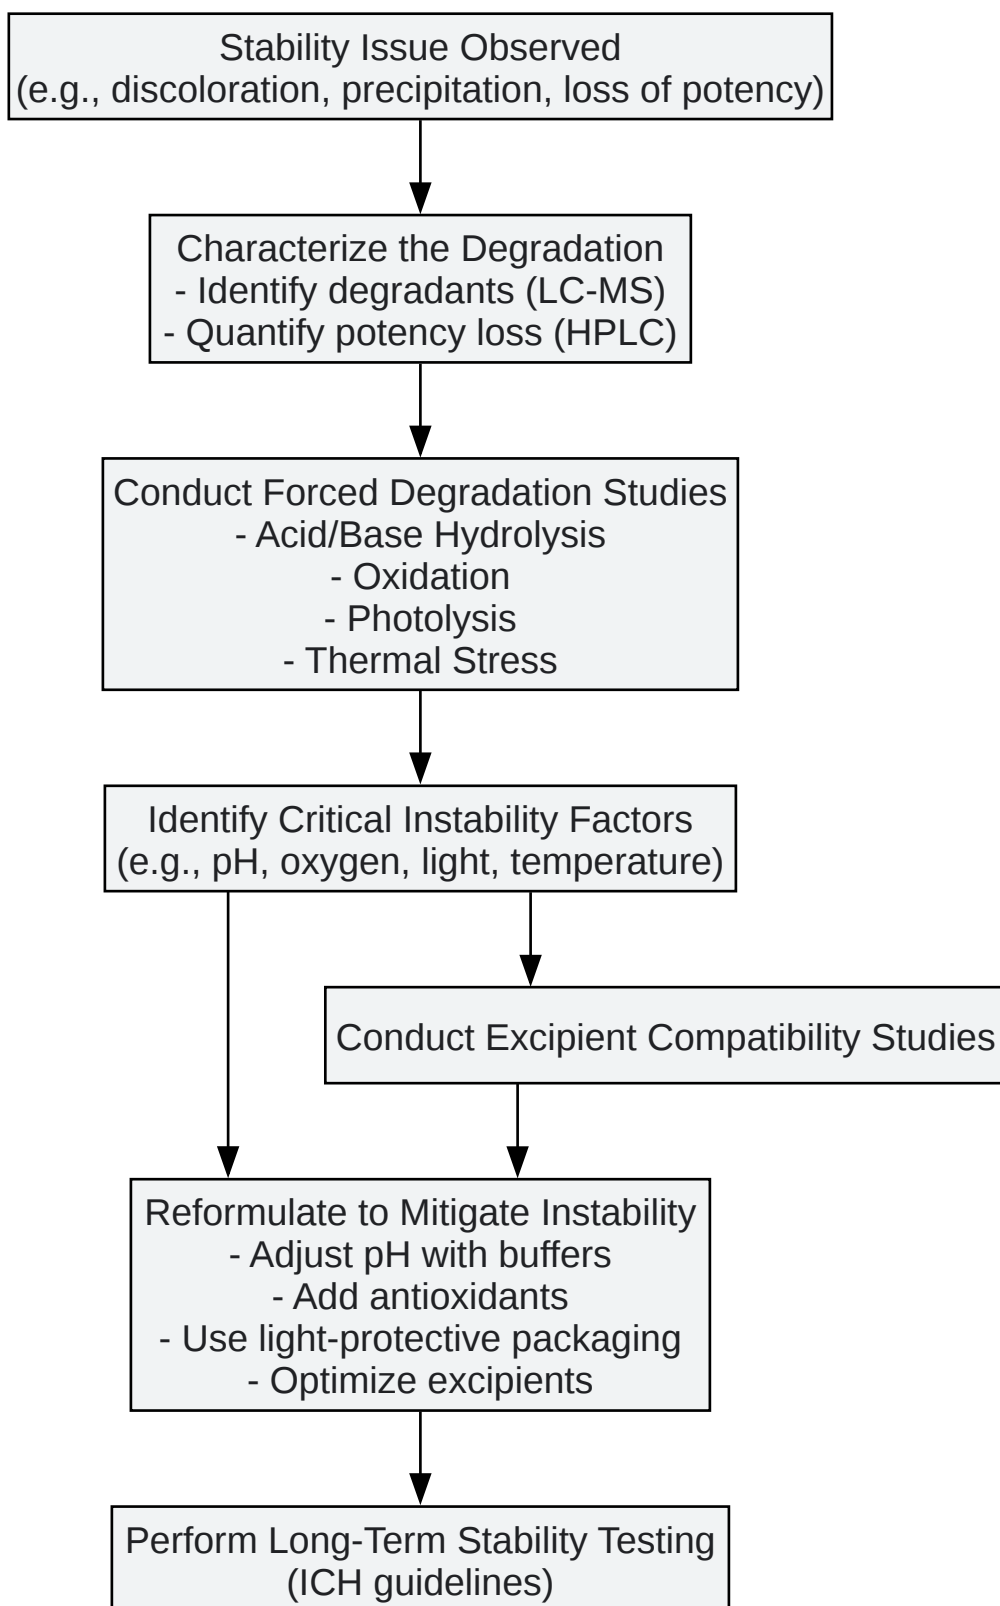 Stability Issue Observed
(e.g., discoloration, precipitation, loss of potency)
Characterize the Degradation
- Identify degradants (LC-MS)
- Quantify potency loss (HPLC)
Conduct Forced Degradation Studies
- Acid/Base Hydrolysis
- Oxidation
- Photolysis
- Thermal Stress
Identify Critical Instability Factors
(e.g., pH, oxygen, light, temperature)
Conduct Excipient Compatibility Studies
Reformulate to Mitigate Instability
- Adjust pH with buffers
- Add antioxidants
- Use light-protective packaging
- Optimize excipients
Perform Long-Term Stability Testing
(ICH guidelines)